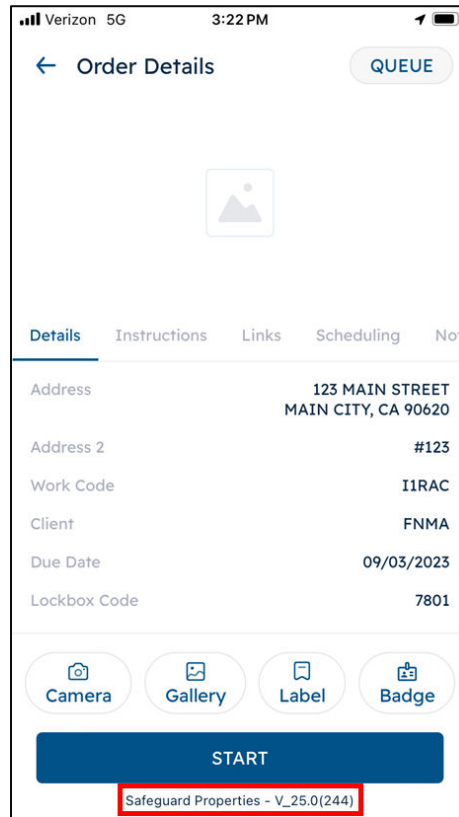 Verizon 5G 3:22 PM
Order Details QUEUE
Details Instructions Links Scheduling No
Address 123 MAIN STREET
MAIN CITY, CA 90620
Address 2 #123
Work Code I1RAC
Client FNMA
Due Date 09/03/2023
Lockbox Code 7801
Camera Gallery Label Badge
START
Safeguard Properties - V_25.0(244)